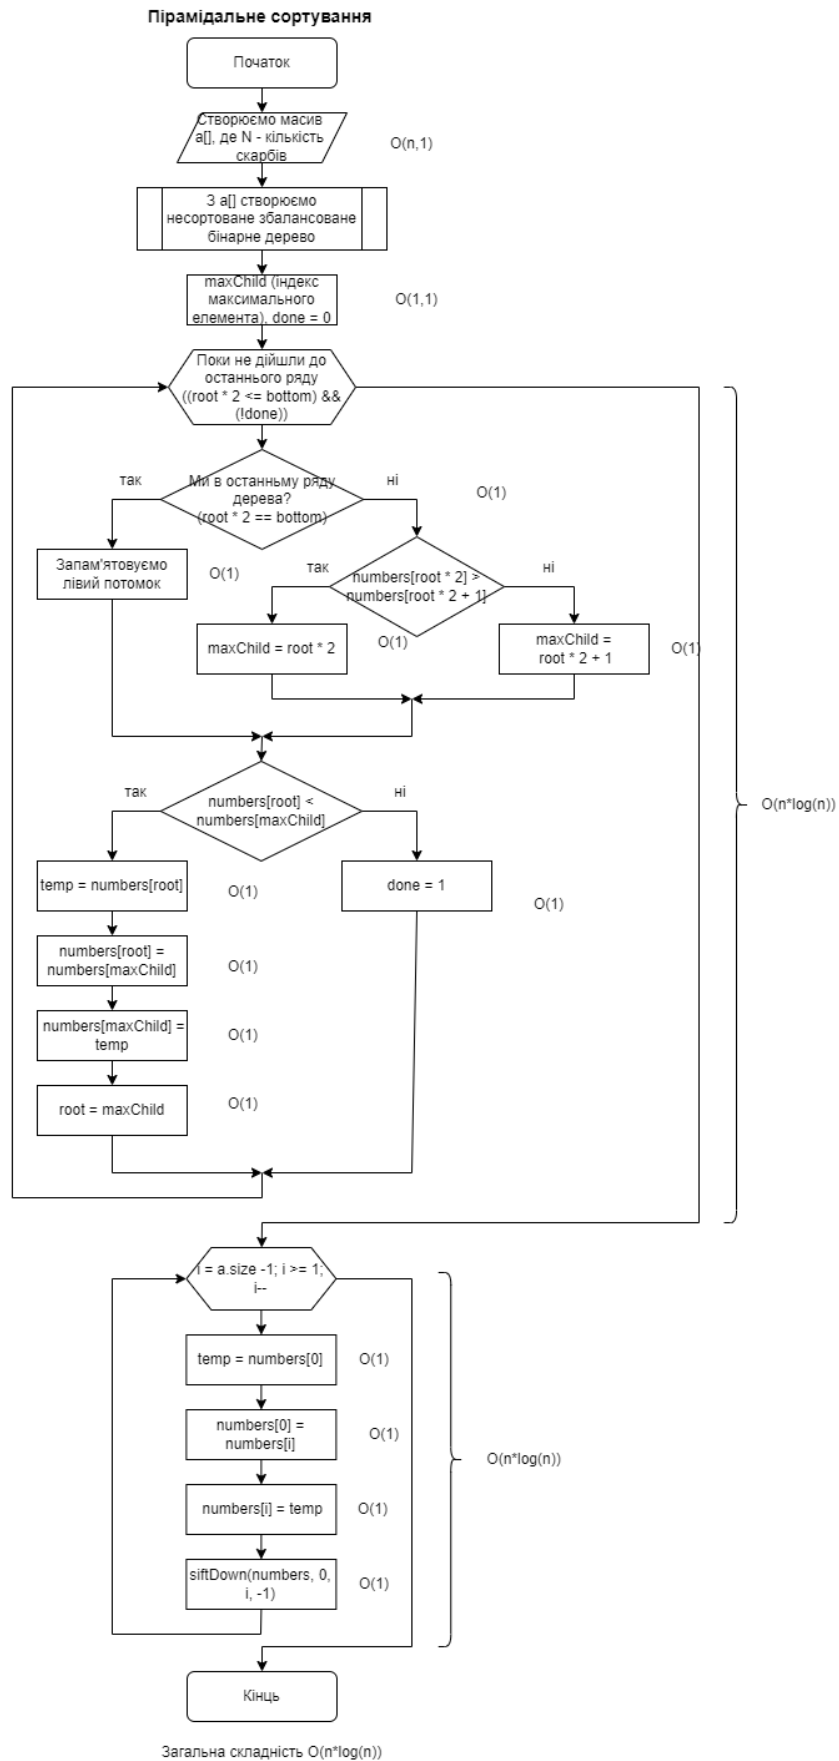 Пірамідальне сортування
Початок
Створюємо масив
a[], де N - кількість
скарбів
O(n,1)
З a[] створюємо
несортоване збалансоване
бінарне дерево
maxChild (індекс
максимального
елемента), done = 0
O(1,1)
Поки не дійшли до
останнього ряду
((root * 2 <= bottom) &&
(!done))
так
Ми в останньму ряду
дерева?
(root * 2 == bottom)
ні
O(1)
Запам'ятовуємо
лівий потомок
O(1)
так
numbers[root * 2] >
numbers[root * 2 + 1]
ні
maxChild = root * 2
O(1)
maxChild =
root * 2 + 1
O(1)
так
numbers[root] <
numbers[maxChild]
ні
O(n*log(n))
temp = numbers[root]
O(1)
done = 1
O(1)
numbers[root] =
numbers[maxChild]
O(1)
numbers[maxChild] =
temp
O(1)
root = maxChild
O(1)
i = a.size -1; i >= 1;
i--
temp = numbers[0]
O(1)
numbers[0] =
numbers[i]
O(1)
O(n*log(n))
numbers[i] = temp
O(1)
siftDown(numbers, 0,
i, -1)
O(1)
Кінць
Загальна складність O(n*log(n))